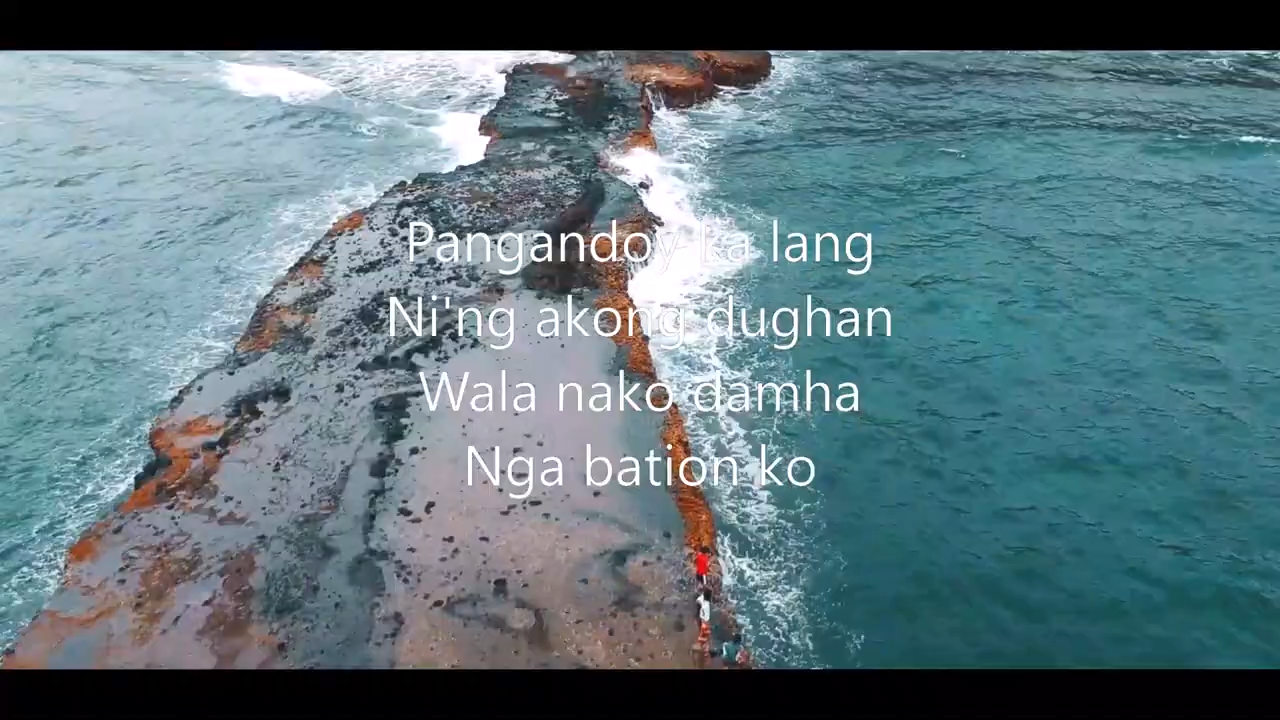 Pangandoy ka lang
Ni'ng akong dughan
Wala nako damha
Nga bation ko